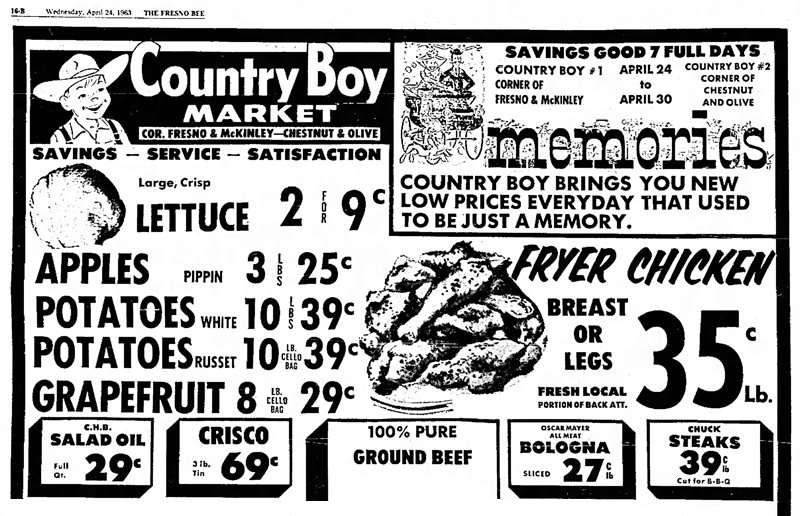 16-B Wednesday, April 24, 1963 THE FRESNO BEE
Country Boy
MARKET
COR. FRESNO & McKINLEY—CHESTNUT & OLIVE
SAVINGS — SERVICE — SATISFACTION
SAVINGS GOOD 7 FULL DAYS
COUNTRY BOY #1
CORNER OF
FRESNO & McKINLEY
APRIL 24
to
APRIL 30
COUNTRY BOY #2
CORNER OF
CHESTNUT
AND OLIVE
memories
COUNTRY BOY BRINGS YOU NEW
LOW PRICES EVERYDAY THAT USED
TO BE JUST A MEMORY.
Large, Crisp
LETTUCE 2 FOR 9c
APPLES PIPPIN 3 LBS 25c
POTATOES WHITE 10 LBS 39c
POTATOES RUSSET 10 LB. CELLO BAG 39c
GRAPEFRUIT 8 LB. CELLO BAG 29c
FRYER CHICKEN
BREAST
OR
LEGS
35c Lb.
FRESH LOCAL
PORTION OF BACK ATT.
C.H.B.
SALAD OIL
Full Qt. 29c
CRISCO
3 lb. Tin 69c
100% PURE
GROUND BEEF
OSCAR MAYER
ALL MEAT
BOLOGNA
SLICED 27c lb
CHUCK
STEAKS
39c lb
Cut for B-B-Q